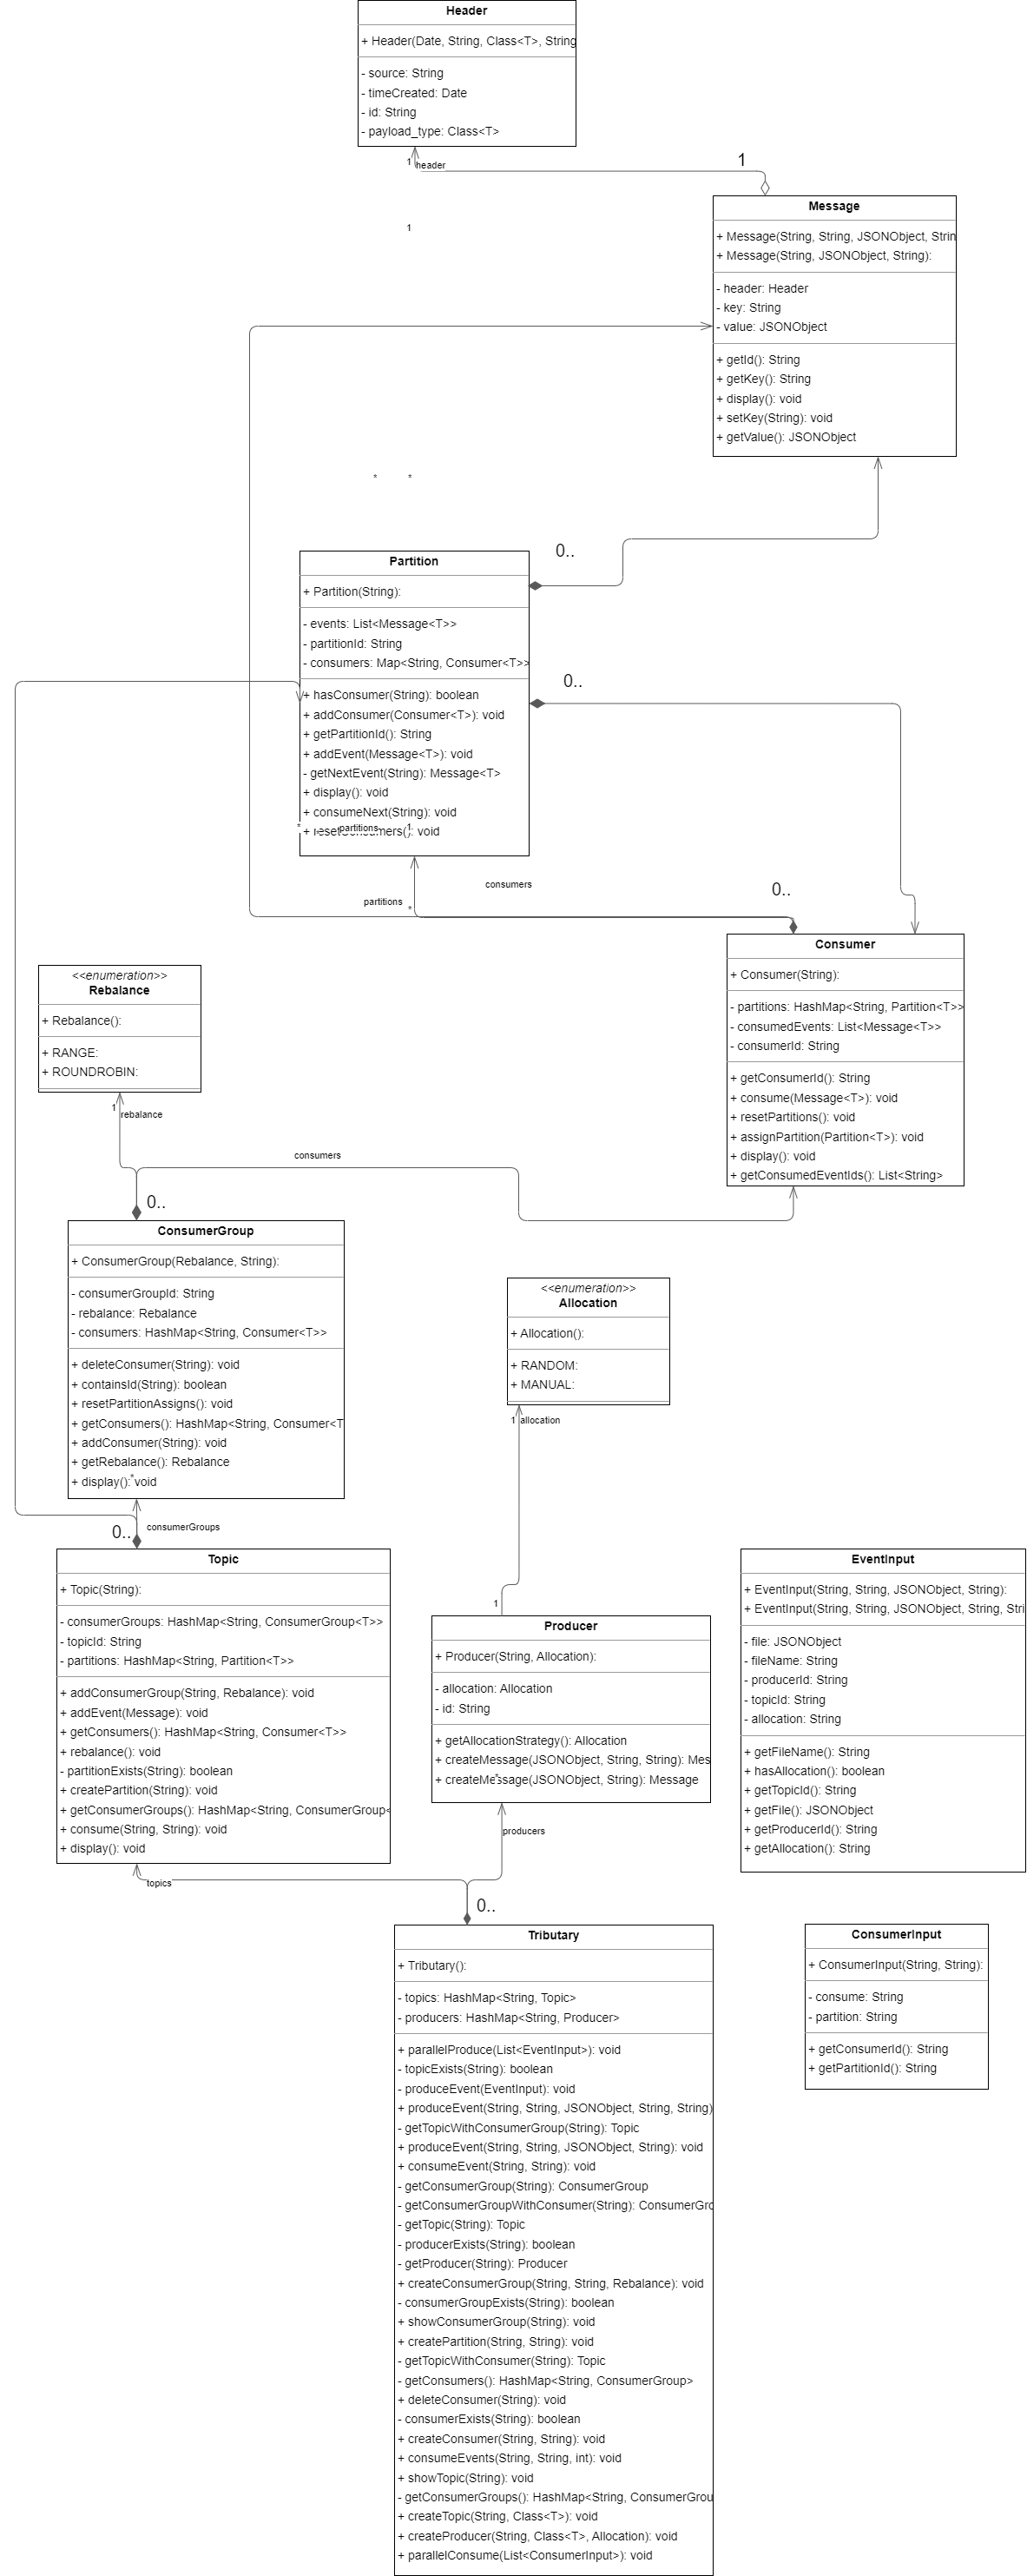 Header
+ Header(Date, String, Class<T>, String
- source: String
- timeCreated: Date
- id: String
- payload_type: Class<T>
1
header
1
1
Message
+ Message(String, String, JSONObject, Strin
+ Message(String, JSONObject, String):
- header: Header
- key: String
- value: JSONObject
+ getId(): String
+ getKey(): String
+ display(): void
+ setKey(String): void
+ getValue(): JSONObject
*
*
0..
Partition
+ Partition(String):
- events: List<Message<T>>
- partitionId: String
- consumers: Map<String, Consumer<T>>
+ hasConsumer(String): boolean
+ addConsumer(Consumer<T>): void
+ getPartitionId(): String
+ addEvent(Message<T>): void
- getNextEvent(String): Message<T>
+ display(): void
+ consumeNext(String): void
+ resetConsumers(): void
0..
*
partitions
1
consumers
partitions
*
0..
Consumer
+ Consumer(String):
- partitions: HashMap<String, Partition<T>>
- consumedEvents: List<Message<T>>
- consumerId: String
+ getConsumerId(): String
+ consume(Message<T>): void
+ resetPartitions(): void
+ assignPartition(Partition<T>): void
+ display(): void
+ getConsumedEventIds(): List<String>
<<enumeration>>
Rebalance
+ Rebalance():
+ RANGE:
+ ROUNDROBIN:
1
rebalance
consumers
0..
ConsumerGroup
+ ConsumerGroup(Rebalance, String):
- consumerGroupId: String
- rebalance: Rebalance
- consumers: HashMap<String, Consumer<T>>
+ deleteConsumer(String): void
+ containsId(String): boolean
+ resetPartitionAssigns(): void
+ getConsumers(): HashMap<String, Consumer<T
+ addConsumer(String): void
+ getRebalance(): Rebalance
+ display(): void
*
<<enumeration>>
Allocation
+ Allocation():
+ RANDOM:
+ MANUAL:
1
allocation
consumerGroups
0..
Topic
+ Topic(String):
- consumerGroups: HashMap<String, ConsumerGroup<T>>
- topicId: String
- partitions: HashMap<String, Partition<T>>
+ addConsumerGroup(String, Rebalance): void
+ addEvent(Message): void
+ getConsumers(): HashMap<String, Consumer<T>>
+ rebalance(): void
- partitionExists(String): boolean
+ createPartition(String): void
+ getConsumerGroups(): HashMap<String, ConsumerGroup<
+ consume(String, String): void
+ display(): void
1
Producer
+ Producer(String, Allocation):
- allocation: Allocation
- id: String
+ getAllocationStrategy(): Allocation
+ createMessage(JSONObject, String, String): Mes
+ createMessage(JSONObject, String): Message
*
producers
EventInput
+ EventInput(String, String, JSONObject, String):
+ EventInput(String, String, JSONObject, String, Stri
- file: JSONObject
- fileName: String
- producerId: String
- topicId: String
- allocation: String
+ getFileName(): String
+ hasAllocation(): boolean
+ getTopicId(): String
+ getFile(): JSONObject
+ getProducerId(): String
+ getAllocation(): String
topics
0..
Tributary
+ Tributary():
- topics: HashMap<String, Topic>
- producers: HashMap<String, Producer>
+ parallelProduce(List<EventInput>): void
- topicExists(String): boolean
- produceEvent(EventInput): void
+ produceEvent(String, String, JSONObject, String, String)
- getTopicWithConsumerGroup(String): Topic
+ produceEvent(String, String, JSONObject, String): void
+ consumeEvent(String, String): void
- getConsumerGroup(String): ConsumerGroup
- getConsumerGroupWithConsumer(String): ConsumerGro
- getTopic(String): Topic
- producerExists(String): boolean
- getProducer(String): Producer
+ createConsumerGroup(String, String, Rebalance): void
- consumerGroupExists(String): boolean
+ showConsumerGroup(String): void
+ createPartition(String, String): void
- getTopicWithConsumer(String): Topic
- getConsumers(): HashMap<String, ConsumerGroup>
+ deleteConsumer(String): void
- consumerExists(String): boolean
+ createConsumer(String, String): void
+ consumeEvents(String, String, int): void
+ showTopic(String): void
- getConsumerGroups(): HashMap<String, ConsumerGrou
+ createTopic(String, Class<T>): void
+ createProducer(String, Class<T>, Allocation): void
+ parallelConsume(List<ConsumerInput>): void
ConsumerInput
+ ConsumerInput(String, String):
- consume: String
- partition: String
+ getConsumerId(): String
+ getPartitionId(): String